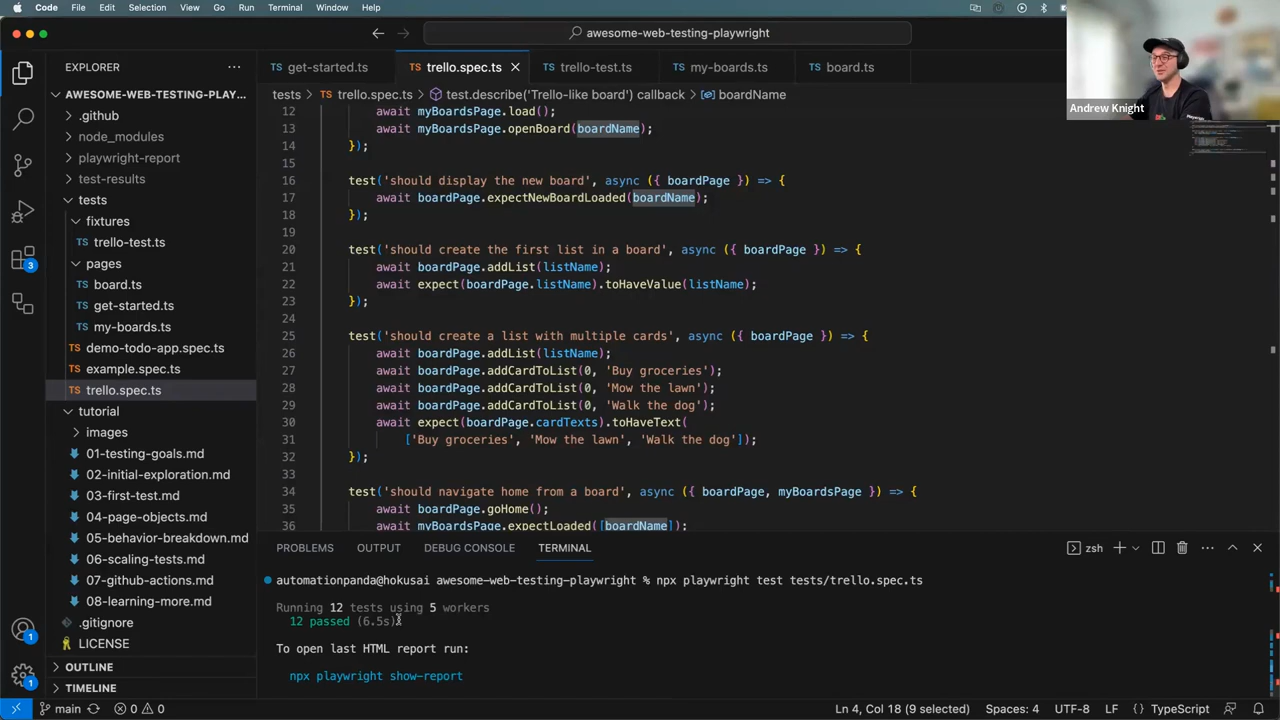 Code File Edit Selection View Go Run Terminal Window Help
awesome-web-testing-playwright
EXPLORER
get-started.ts
trello.spec.ts
trello-test.ts
my-boards.ts
board.ts
AWESOME-WEB-TESTING-PLAY...
tests > trello.spec.ts > test.describe('Trello-like board') callback > boardName
Andrew Knight
.github
node_modules
playwright-report
test-results
tests
fixtures
trello-test.ts
pages
board.ts
get-started.ts
my-boards.ts
demo-todo-app.spec.ts
example.spec.ts
trello.spec.ts
tutorial
images
01-testing-goals.md
02-initial-exploration.md
03-first-test.md
04-page-objects.md
05-behavior-breakdown.md
06-scaling-tests.md
07-github-actions.md
08-learning-more.md
.gitignore
LICENSE
OUTLINE
TIMELINE
3
1
1
12 await myBoardsPage.load();
13 await myBoardsPage.openBoard(boardName);
14 });
15
16 test('should display the new board', async ({ boardPage }) => {
17 await boardPage.expectNewBoardLoaded(boardName);
18 });
19
20 test('should create the first list in a board', async ({ boardPage }) => {
21 await boardPage.addList(listName);
22 await expect(boardPage.listName).toHaveValue(listName);
23 });
24
25 test('should create a list with multiple cards', async ({ boardPage }) => {
26 await boardPage.addList(listName);
27 await boardPage.addCardToList(0, 'Buy groceries');
28 await boardPage.addCardToList(0, 'Mow the lawn');
29 await boardPage.addCardToList(0, 'Walk the dog');
30 await expect(boardPage.cardTexts).toHaveText(
31 ['Buy groceries', 'Mow the lawn', 'Walk the dog']);
32 });
33
34 test('should navigate home from a board', async ({ boardPage, myBoardsPage }) => {
35 await boardPage.goHome();
36 await myBoardsPage.expectLoaded([boardName]);
PROBLEMS OUTPUT DEBUG CONSOLE TERMINAL
zsh
automationpanda@hokusai awesome-web-testing-playwright % npx playwright test tests/trello.spec.ts
Running 12 tests using 5 workers
12 passed (6.5s)
To open last HTML report run:
npx playwright show-report
main 0 0 Ln 4, Col 18 (9 selected) Spaces: 4 UTF-8 LF {} TypeScript